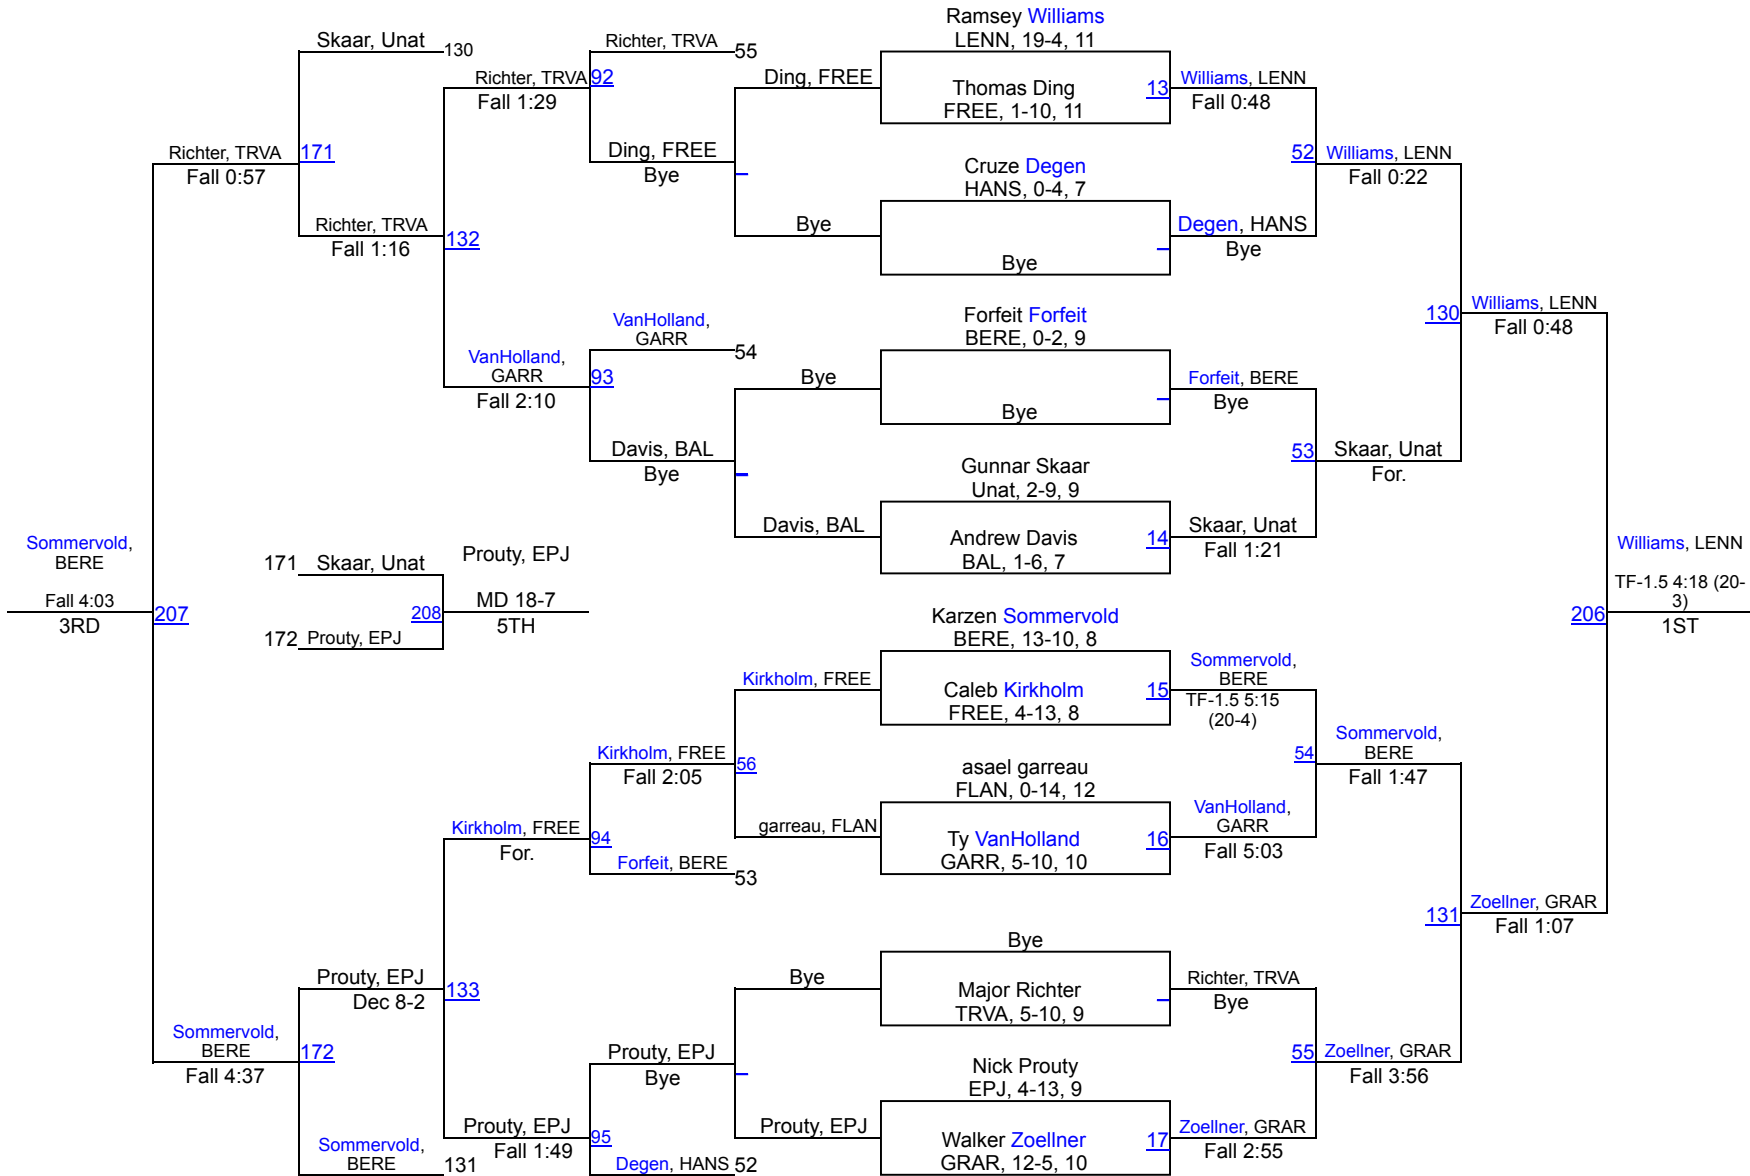 Ramsey Williams
LENN, 19-4, 11
Skaar, Unat 130
Richter, TRVA 55
Richter, TRVA 92
Fall 1:29
Ding, FREE
Thomas Ding
FREE, 1-10, 11
13
Williams, LENN
Fall 0:48
Richter, TRVA 171
Fall 0:57
Ding, FREE
Bye
Cruze Degen
HANS, 0-4, 7
52
Williams, LENN
Fall 0:22
Richter, TRVA
Fall 1:16
132
Bye
Bye
Degen, HANS
Bye
VanHolland,
GARR
54
VanHolland,
GARR
Fall 2:10
93
Forfeit Forfeit
BERE, 0-2, 9
130
Williams, LENN
Fall 0:48
Bye
Bye
Forfeit, BERE
Bye
Davis, BAL
Bye
Gunnar Skaar
Unat, 2-9, 9
53
Skaar, Unat
For.
Davis, BAL
Andrew Davis
BAL, 1-6, 7
14
Skaar, Unat
Fall 1:21
Sommervold,
BERE
Fall 4:03
3RD
207
171 Skaar, Unat
172 Prouty, EPJ
208
Prouty, EPJ
MD 18-7
5TH
Williams, LENN
TF-1.5 4:18 (20-
3)
1ST
206
Karzen Sommervold
BERE, 13-10, 8
Kirkholm, FREE
Caleb Kirkholm
FREE, 4-13, 8
15
Sommervold,
BERE
TF-1.5 5:15
(20-4)
Kirkholm, FREE
Fall 2:05
56
asael garreau
FLAN, 0-14, 12
54
Sommervold,
BERE
Fall 1:47
Kirkholm, FREE
For.
94
garreau, FLAN
Ty VanHolland
GARR, 5-10, 10
16
VanHolland,
GARR
Fall 5:03
Forfeit, BERE 53
131
Zoellner, GRAR
Fall 1:07
Bye
Prouty, EPJ
Dec 8-2
133
Bye
Major Richter
TRVA, 5-10, 9
Richter, TRVA
Bye
Sommervold,
BERE
Fall 4:37
172
Prouty, EPJ
Bye
Nick Prouty
EPJ, 4-13, 9
55
Zoellner, GRAR
Fall 3:56
Prouty, EPJ
Fall 1:49
95
Prouty, EPJ
Walker Zoellner
GRAR, 12-5, 10
17
Zoellner, GRAR
Fall 2:55
Sommervold,
BERE
131
Degen, HANS 52